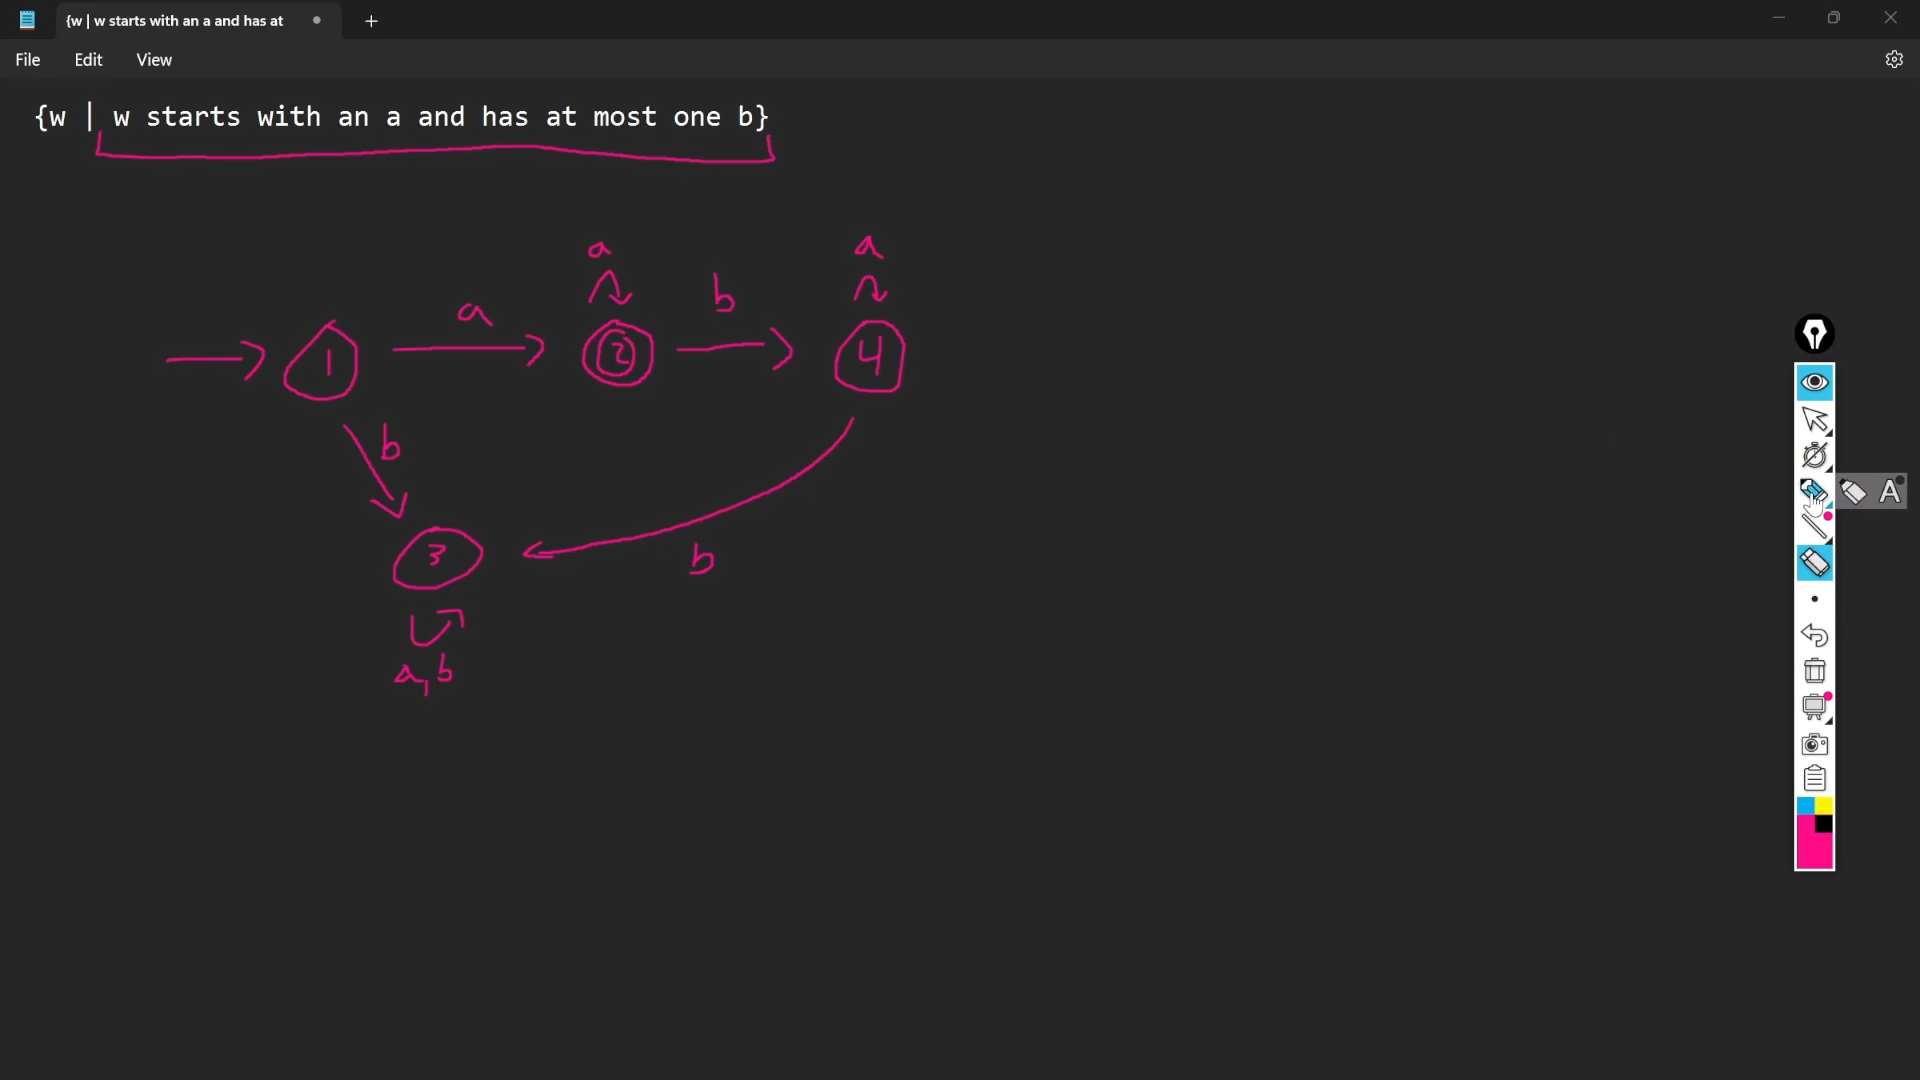 {w | w starts with an a and has at
+
File Edit View
{w | w starts with an a and has at most one b}
a a
a b
1 2 4
b
3 b
a,b
A